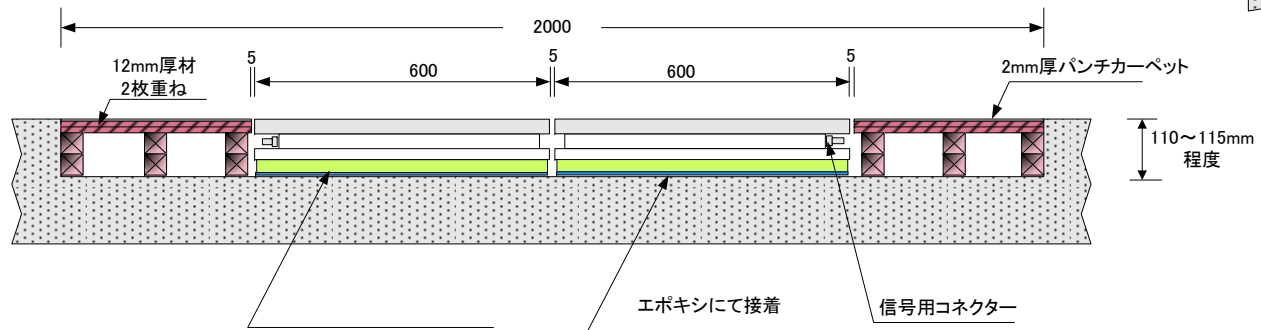 2000
5
5
5
600
600
12mm厚材
2枚重ね
2mm厚パンチカーペット
110～115mm
程度
エポキシにて接着
信号用コネクター